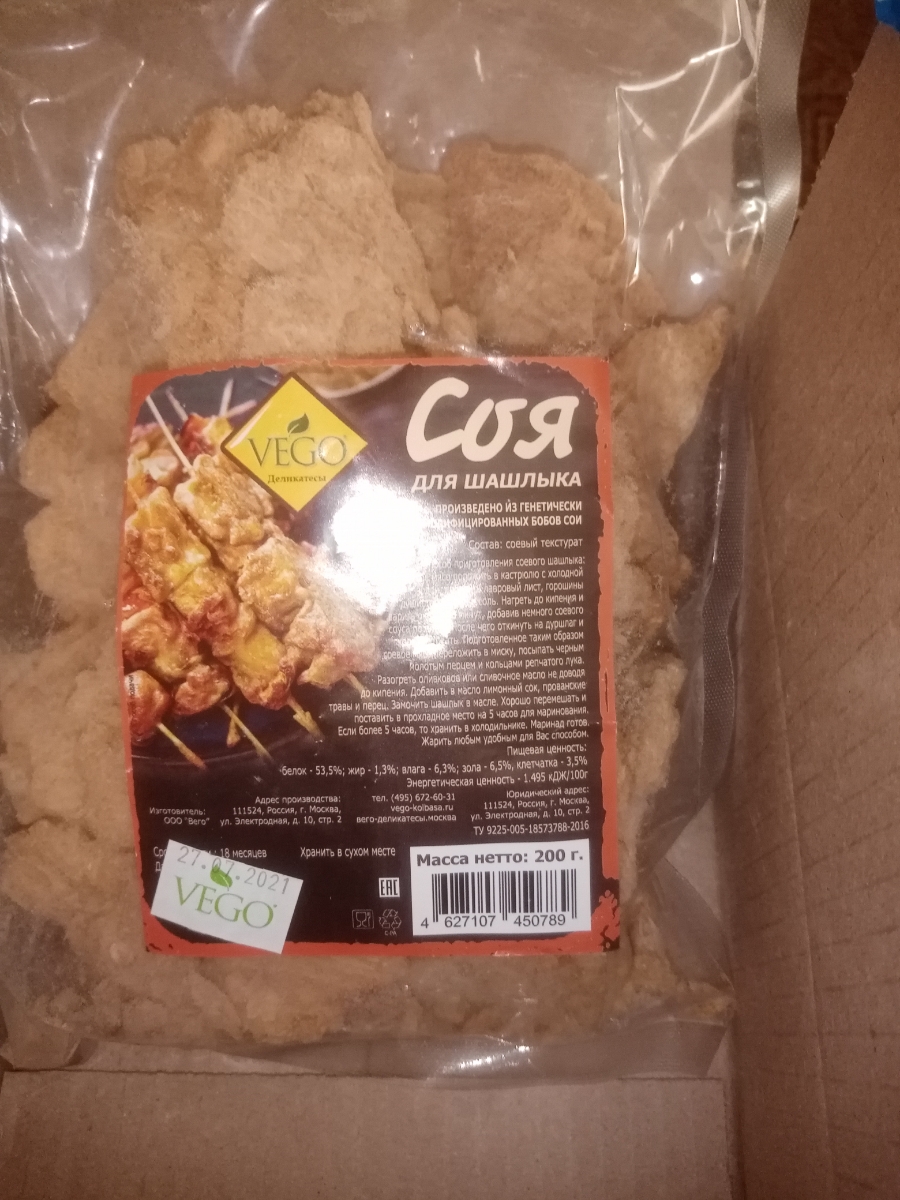 VEGO
Деликатесы
Соя
ДЛЯ ШАШЛЫКА
ПРОИЗВЕДЕНО ИЗ ГЕНЕТИЧЕСКИ
БОБОВ СОИ
Состав: соевый текстурат
приготовления соевого шашлыка:
в кастрюлю с холодной
лавровый лист, горошины
соль. Нагреть до кипения и
добавив немного соевого
после чего откинуть на дуршлаг и
Подготовленное таким образом
переложить в миску, посыпать черным
молотым перцем и кольцами репчатого лука.
Разогреть оливковое или сливочное масло не доводя
до кипения. Добавить в масло лимонный сок, прованские
травы и перец. Замочить шашлык в масле. Хорошо перемешать и
поставить в прохладное место на 5 часов для маринования.
Если более 5 часов, то хранить в холодильнике. Маринад готов.
Жарить любым удобным для Вас способом.
Пищевая ценность:
белок - 53,5%; жир - 1,3%; влага - 6,3%; зола - 6,5%, клетчатка - 3,5%
Энергетическая ценность - 1.495 кДЖ/100г
Изготовитель:
ООО "Вего"
Адрес производства:
111524, Россия, г. Москва,
ул. Электродная, д. 10, стр. 2
тел. (495) 672-60-31
vego-kolbasa.ru
вего-деликатесы.москва
Юридический адрес:
111524, Россия, г. Москва,
ул. Электродная, д. 10, стр. 2
ТУ 9225-005-18573788-2016
18 месяцев
Хранить в сухом месте
27.02.2021
VEGO
EAC
Масса нетто: 200 г.
4 627107 450789